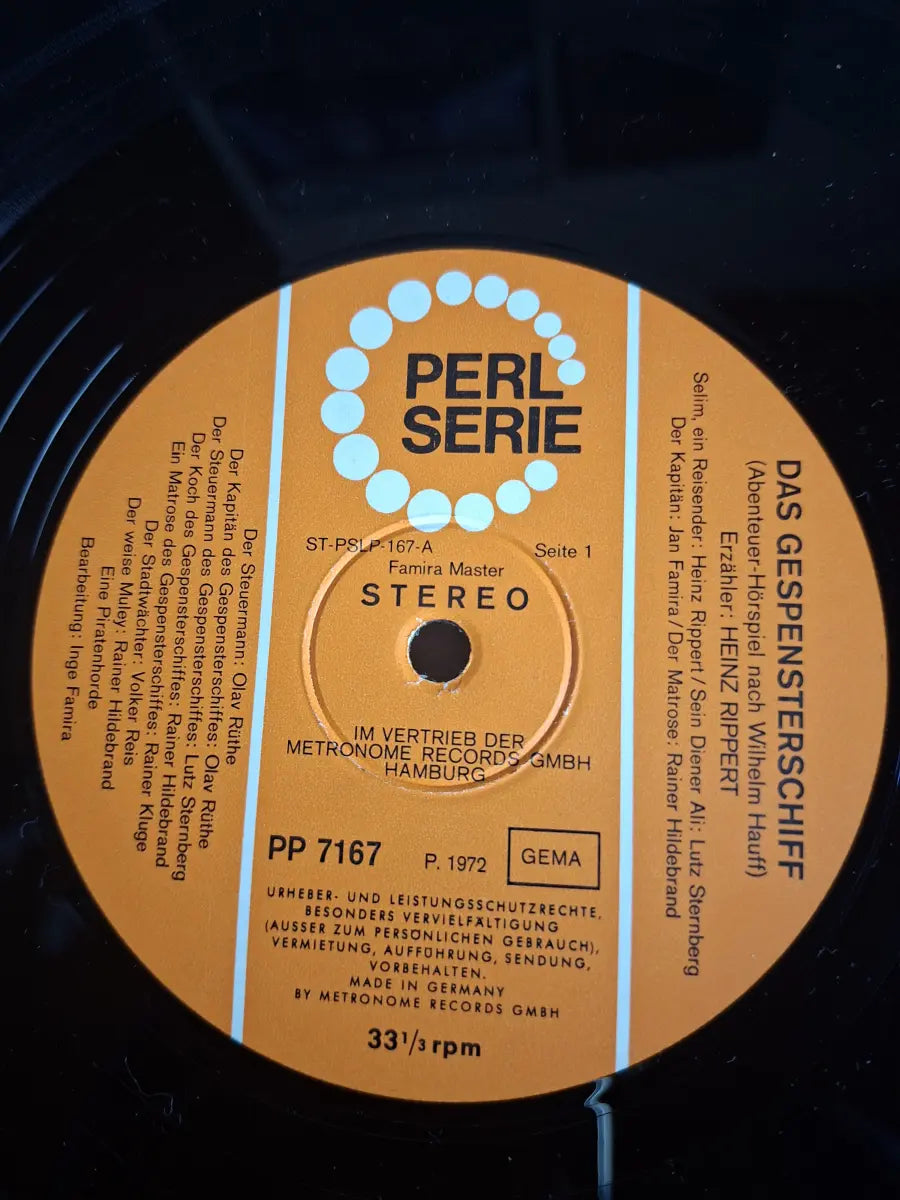 PERL
SERIE
ST-PSLP-167-A
Seite 1
Famira Master
STEREO
IM VERTRIEB DER
METRONOME RECORDS GMBH
HAMBURG
PP 7167
P. 1972
GEMA
URHEBER- UND LEISTUNGSSCHUTZRECHTE,
BESONDERS VERVIELFÄLTIGUNG
(AUSSER ZUM PERSÖNLICHEN GEBRAUCH),
VERMIETUNG, AUFFÜHRUNG, SENDUNG,
VORBEHALTEN.
MADE IN GERMANY
BY METRONOME RECORDS GMBH
33 1/3 rpm
DAS GESPENSTERSCHIFF
(Abenteuer-Hörspiel nach Wilhelm Hauff)
Erzähler: HEINZ RIPPERT
Selim, ein Reisender: Heinz Rippert / Sein Diener Ali: Lutz Sternberg
Der Kapitän: Jan Famira / Der Matrose: Rainer Hildebrand
Der Steuermann: Olav Rüthe
Der Kapitän des Gespensterschiffes: Olav Rüthe
Der Steuermann des Gespensterschiffes: Lutz Sternberg
Der Koch des Gespensterschiffes: Rainer Hildebrand
Ein Matrose des Gespensterschiffes: Rainer Kluge
Der Stadtwächter: Volker Reis
Der weise Muley: Rainer Hildebrand
Eine Piratenhorde
Bearbeitung: Inge Famira